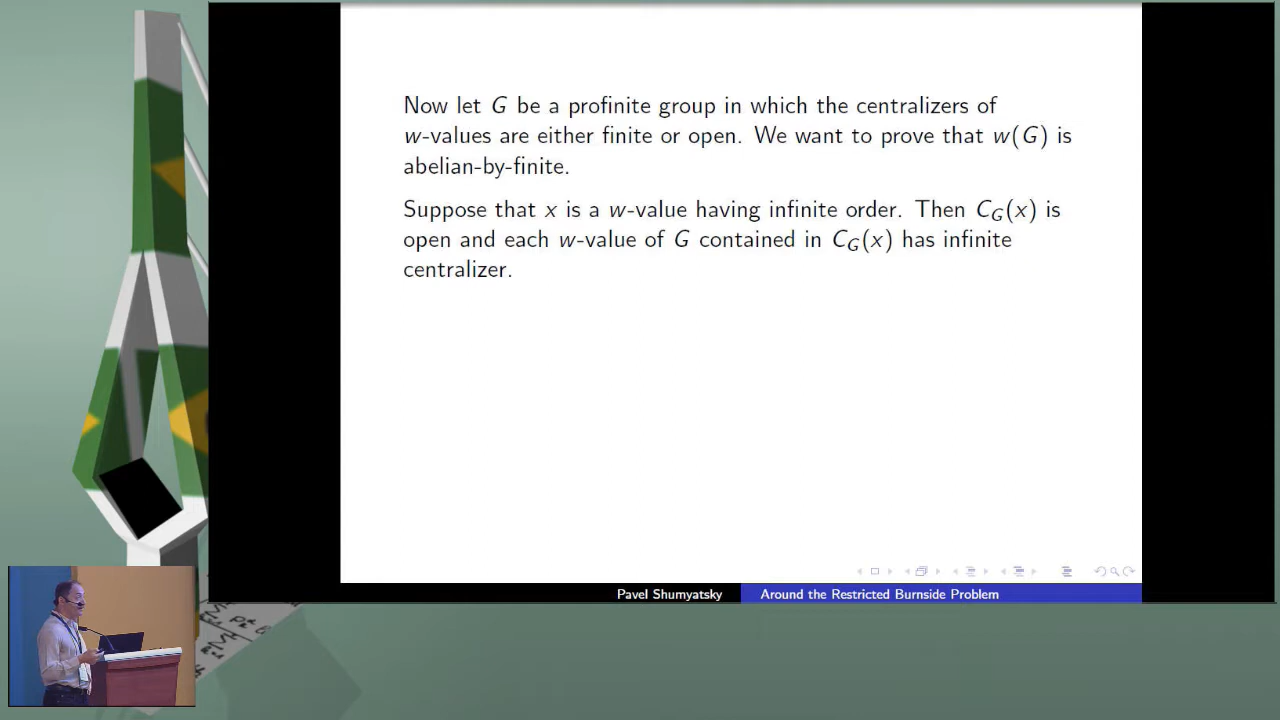 Now let G be a profinite group in which the centralizers of
w-values are either finite or open. We want to prove that w(G) is
abelian-by-finite.
Suppose that x is a w-value having infinite order. Then C_G(x) is
open and each w-value of G contained in C_G(x) has infinite
centralizer.
Pavel Shumyatsky
Around the Restricted Burnside Problem